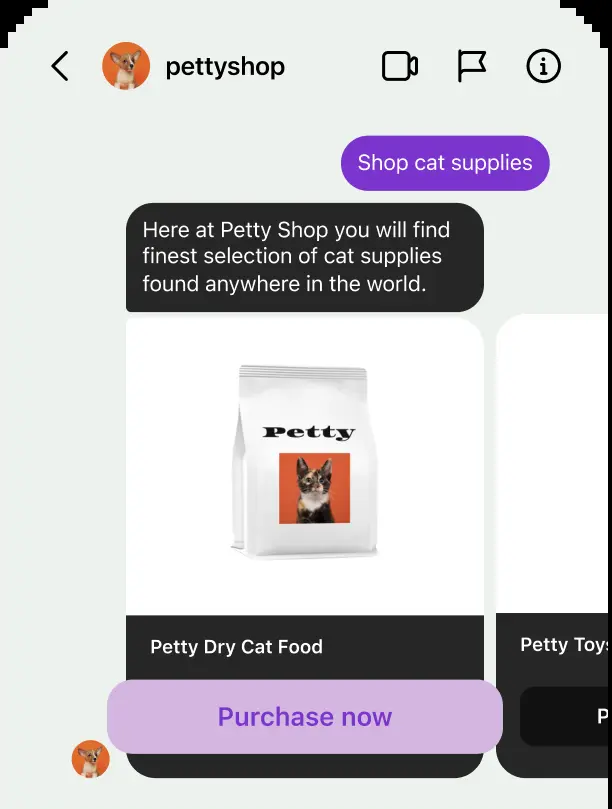 pettyshop
Shop cat supplies
Here at Petty Shop you will find
finest selection of cat supplies
found anywhere in the world.
Petty
Petty Dry Cat Food
Petty Toys
Purchase now
P